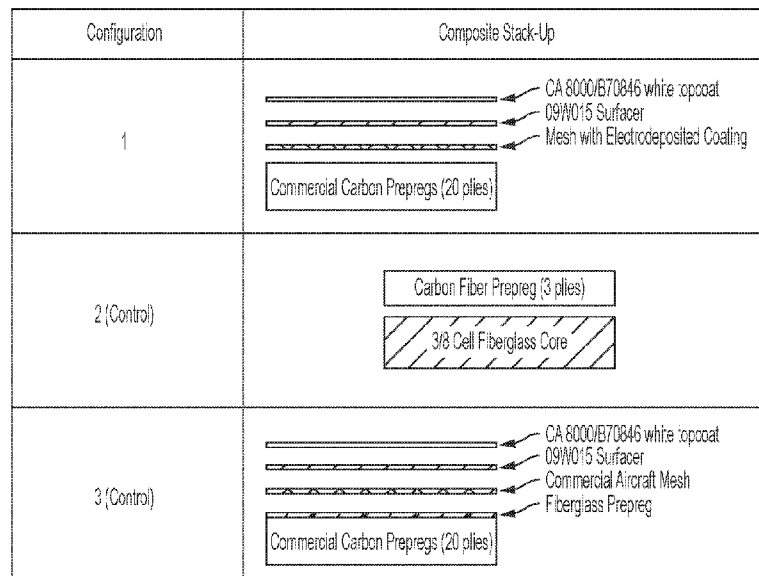 Configuration
Composite Stack-Up
1
CA 8000/B70846 white topcoat
09W015 Surfacer
Mesh with Electrodeposited Coating
Commercial Carbon Prepregs (20 plies)
2 (Control)
Carbon Fiber Prepreg (3 plies)
3/8 Cell Fiberglass Core
3 (Control)
CA 8000/B70846 white topcoat
09W015 Surfacer
Commercial Aircraft Mesh
Fiberglass Prepreg
Commercial Carbon Prepregs (20 plies)